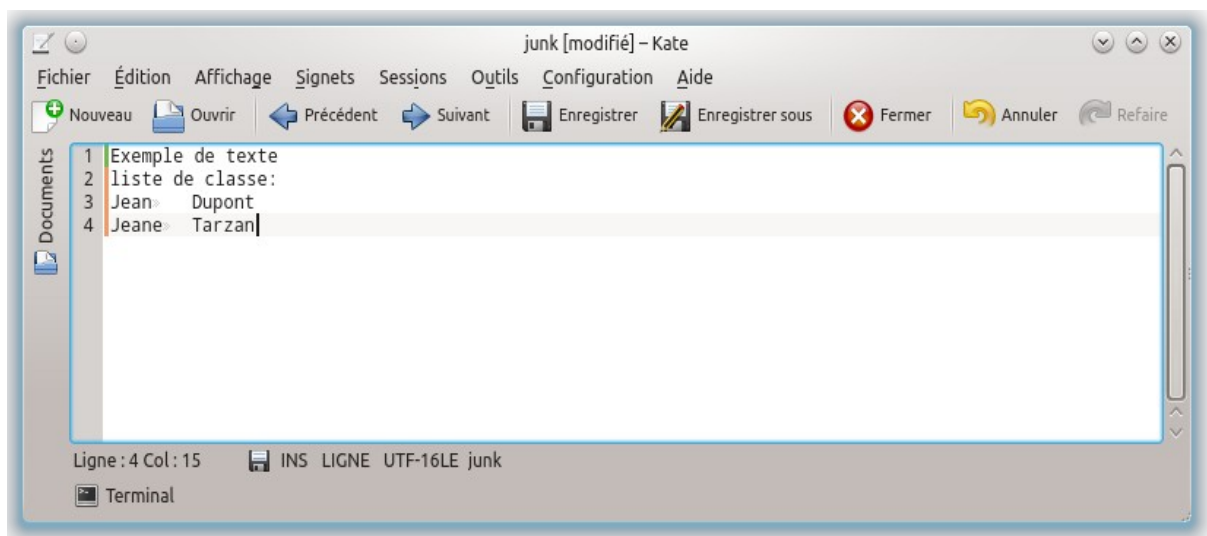 junk [modifié] – Kate
Fichier Édition Affichage Signets Sessions Outils Configuration Aide
Nouveau Ouvrir Précédent Suivant Enregistrer Enregistrer sous Fermer Annuler Refaire
Documents
1 Exemple de texte
2 liste de classe:
3 Jean» Dupont
4 Jeane» Tarzan
Ligne : 4 Col : 15 INS LIGNE UTF-16LE junk
Terminal